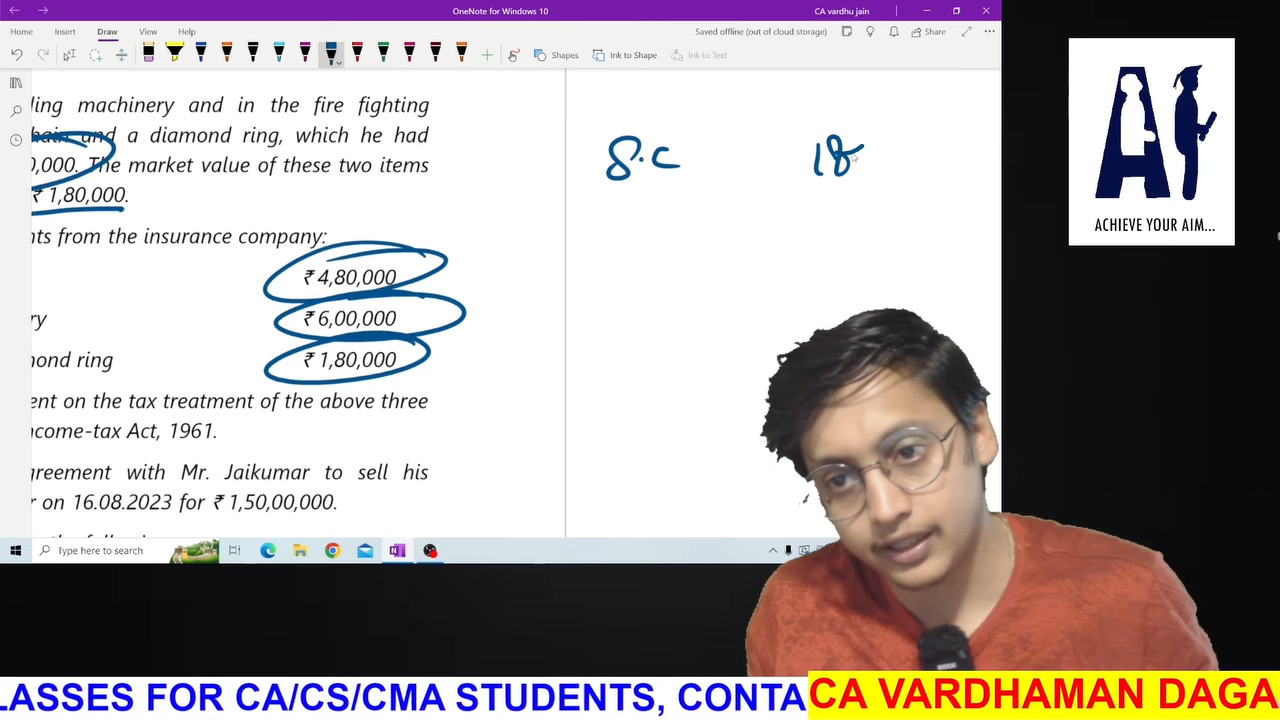 OneNote for Windows 10
CA vardhu jain
Home Insert Draw View Help
Saved offline (out of cloud storage)
Share
Shapes
Ink to Shape
Ink to Text
ding machinery and in the fire fighting
chain and a diamond ring, which he had
0,000. The market value of these two items
₹ 1,80,000.
nts from the insurance company:
₹ 4,80,000
ry ₹ 6,00,000
mond ring ₹ 1,80,000
ent on the tax treatment of the above three
ncome-tax Act, 1961.
greement with Mr. Jaikumar to sell his
r on 16.08.2023 for ₹ 1,50,00,000.
S.C 18
Type here to search
ACHIEVE YOUR AIM...
LASSES FOR CA/CS/CMA STUDENTS, CONTA
CA VARDHAMAN DAGA